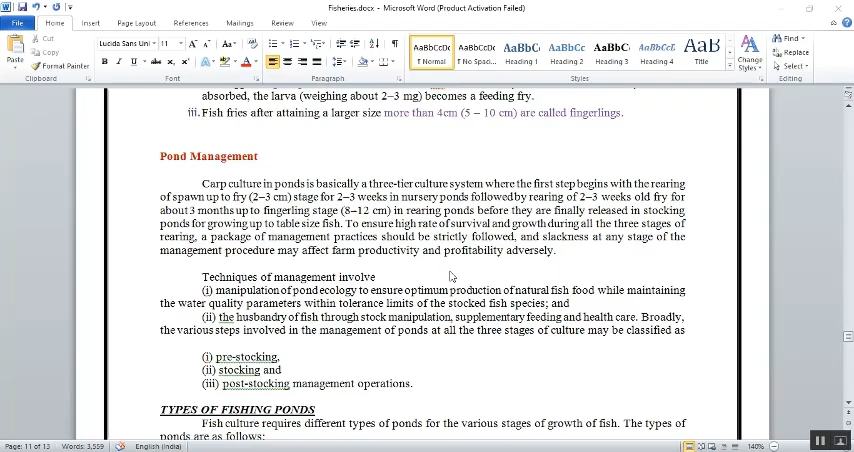 Fisheries.docx - Microsoft Word (Product Activation Failed)
File Home Insert Page Layout References Mailings Review View
Cut
Copy
Format Painter
Paste
Clipboard
Lucida Sans Uni 11
Font
Paragraph
AaBbCcDc AaBbCcDc AaBbC AaBbCc AaBbCc AaBbCcL AaB
¶ Normal ¶ No Spac... Heading 1 Heading 2 Heading 3 Heading 4 Title
Change Styles
Styles
Find
Replace
Select
Editing
absorbed, the larva (weighing about 2–3 mg) becomes a feeding fry.
iii. Fish fries after attaining a larger size more than 4cm (5 – 10 cm) are called fingerlings.
Pond Management
Carp culture in ponds is basically a three-tier culture system where the first step begins with the rearing
of spawn up to fry (2–3 cm) stage for 2–3 weeks in nursery ponds followed by rearing of 2–3 weeks old fry for
about 3 months up to fingerling stage (8–12 cm) in rearing ponds before they are finally released in stocking
ponds for growing up to table size fish. To ensure high rate of survival and growth during all the three stages of
rearing, a package of management practices should be strictly followed, and slackness at any stage of the
management procedure may affect farm productivity and profitability adversely.
Techniques of management involve
(i) manipulation of pond ecology to ensure optimum production of natural fish food while maintaining
the water quality parameters within tolerance limits of the stocked fish species; and
(ii) the husbandry of fish through stock manipulation, supplementary feeding and health care. Broadly,
the various steps involved in the management of ponds at all the three stages of culture may be classified as
(i) pre-stocking,
(ii) stocking and
(iii) post-stocking management operations.
TYPES OF FISHING PONDS
Fish culture requires different types of ponds for the various stages of growth of fish. The types of
ponds are as follows:
Page: 11 of 13 Words: 3,559 English (India) 140%